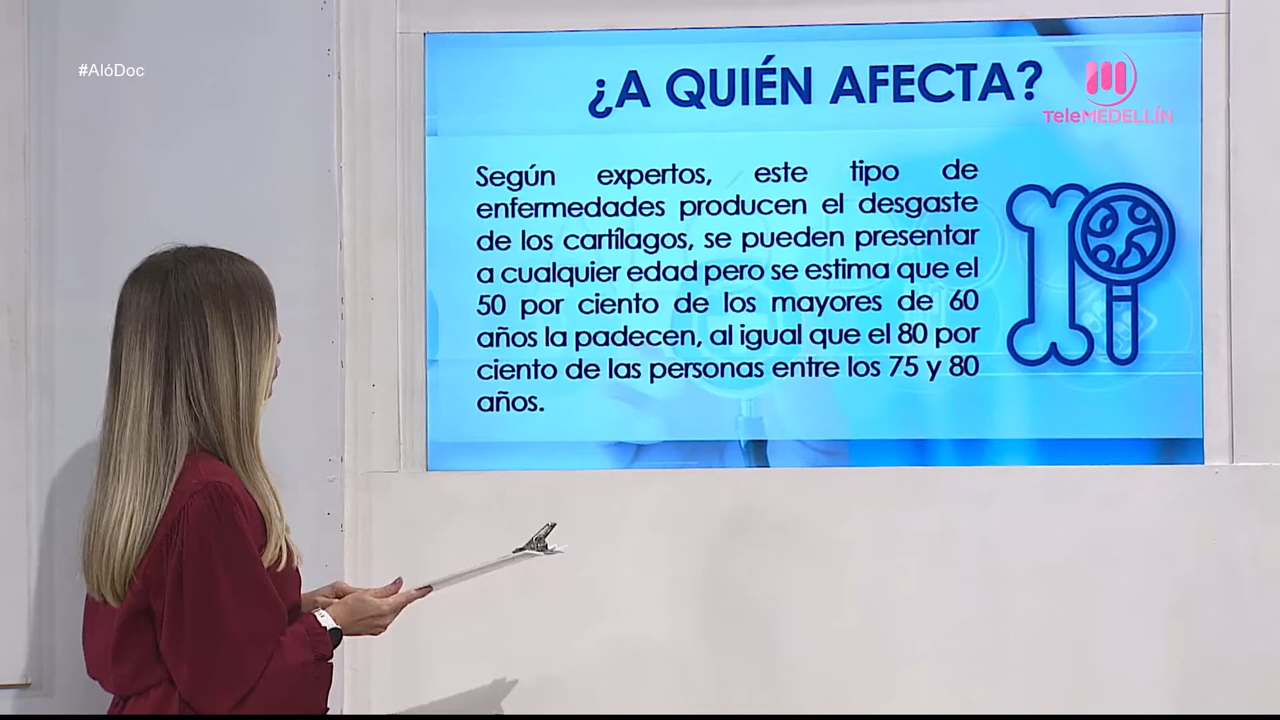 #AlóDoc
¿A QUIÉN AFECTA?
TeleMEDELLÍN
Según expertos, este tipo de
enfermedades producen el desgaste
de los cartílagos, se pueden presentar
a cualquier edad pero se estima que el
50 por ciento de los mayores de 60
años la padecen, al igual que el 80 por
ciento de las personas entre los 75 y 80
años.